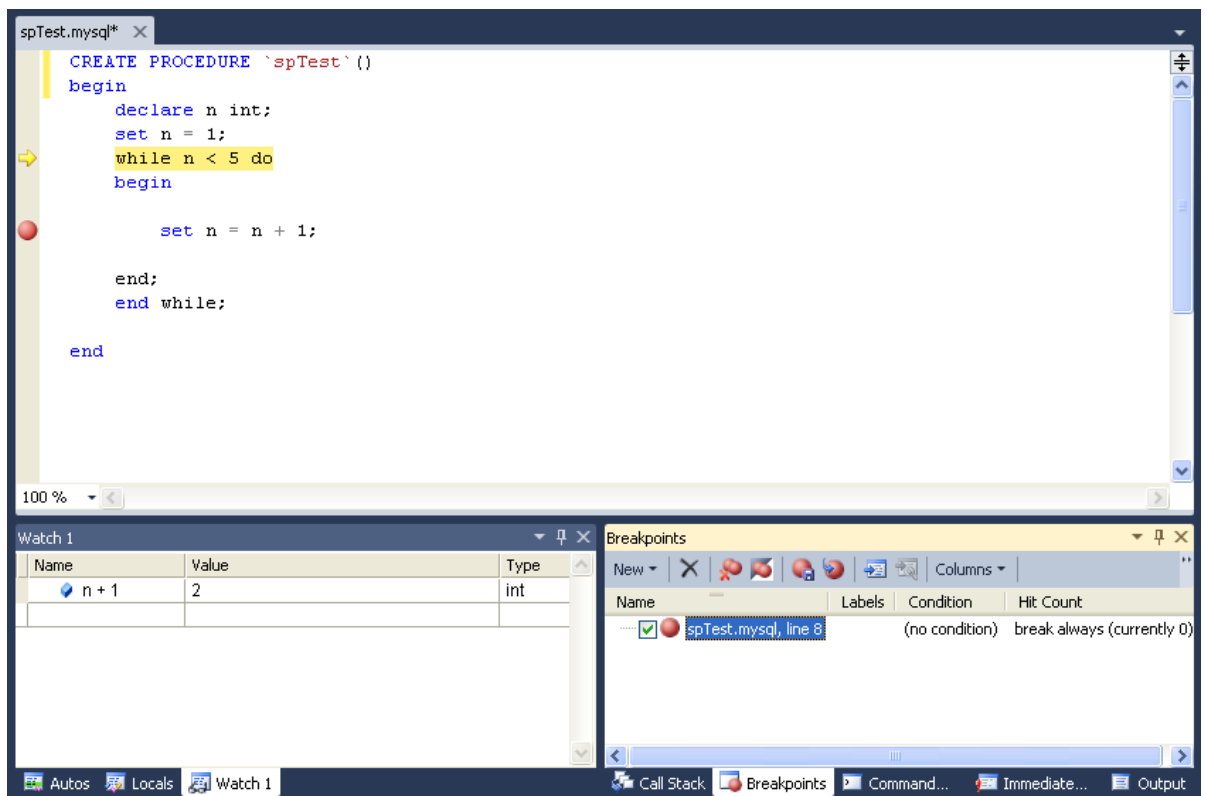 spTest.mysql*
CREATE PROCEDURE `spTest`()
begin
declare n int;
set n = 1;
while n < 5 do
begin
set n = n + 1;
end;
end while;
end
100 %
Watch 1
Name Value Type
n + 1 2 int
Autos Locals Watch 1
Breakpoints
New Columns
Name Labels Condition Hit Count
spTest.mysql, line 8 (no condition) break always (currently 0)
Call Stack Breakpoints Command... Immediate... Output